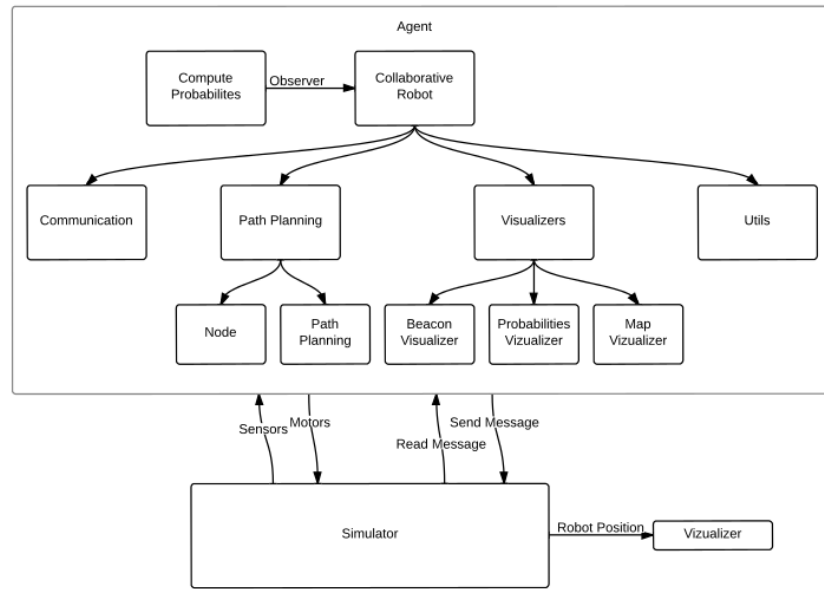 Agent
Compute
Probabilites
Observer
Collaborative
Robot
Communication
Path Planning
Visualizers
Utils
Node
Path
Planning
Beacon
Visualizer
Probabilities
Vizualizer
Map
Vizualizer
Sensors
Motors
Read Message
Send Message
Simulator
Robot Position
Vizualizer